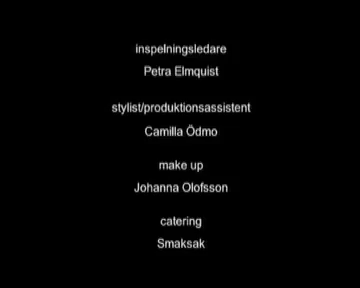 inspelningsledare
Petra Elmquist
stylist/produktionsassistent
Camilla Ödmo
make up
Johanna Olofsson
catering
Smaksak